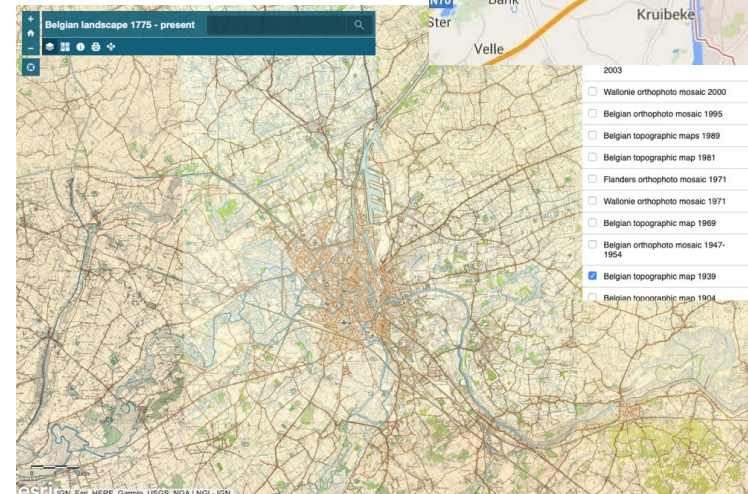 Belgian landscape 1775 - present
N70
Bank
Kruibeke
Ster
Velle
2003
Wallonie orthophoto mosaic 2000
Belgian orthophoto mosaic 1995
Belgian topographic maps 1989
Belgian topographic map 1981
Flanders orthophoto mosaic 1971
Wallonie orthophoto mosaic 1971
Belgian topographic map 1969
Belgian orthophoto mosaic 1947-
1954
Belgian topographic map 1939
Belgian topographic map 1904
esri
IGN, Esri, HERE, Garmin, USGS, NGA | NGI - IGN